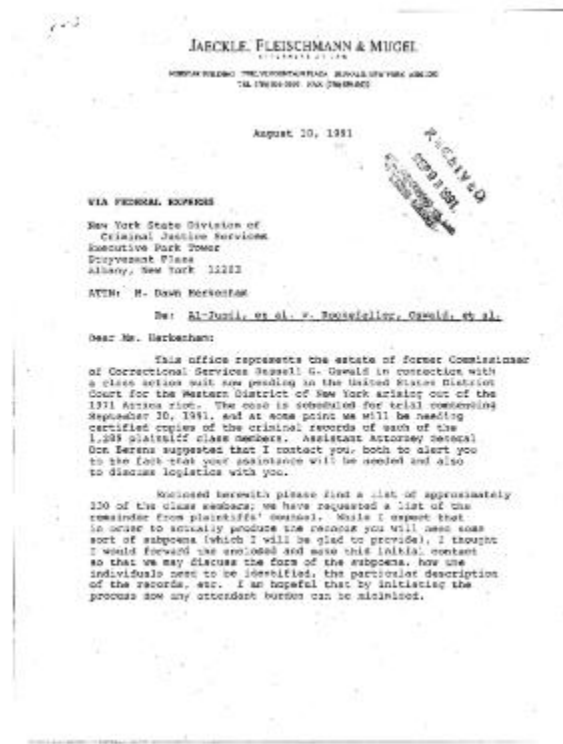 JAECKLE, FLEISCHMANN & MUGEL
August 10, 1991
RECEIVED
SEP 1991
VIA FEDERAL EXPRESS
New York State Division of
Criminal Justice Services
Executive Park Tower
Stuyvesant Plaza
Albany, New York 12203
ATTN: M. Dawn Herkenham
Re: Al-Jundi, et al. v. Rockefeller, Oswald, et al.
Dear Ms. Herkenham:
This office represents the estate of former Commissioner
of Correctional Services Russell G. Oswald in connection with
a class action suit now pending in the United States District
Court for the Western District of New York arising out of the
1971 Attica riot. The case is scheduled for trial commencing
September 30, 1991, and at some point we will be needing
certified copies of the criminal records of each of the
1,289 plaintiff class members. Assistant Attorney General
Don Berens suggested that I contact you, both to alert you
to the fact that your assistance will be needed and also
to discuss logistics with you.
Enclosed herewith please find a list of approximately
330 of the class members; we have requested a list of the
remainder from plaintiffs' counsel. While I expect that
in order to actually produce the records you will need some
sort of subpoena (which I will be glad to provide), I thought
I would forward the enclosed and make this initial contact
so that we may discuss the form of the subpoena, how the
individuals need to be identified, the particular description
of the records, etc. I am hopeful that by initiating the
process now any attendant burden can be minimized.